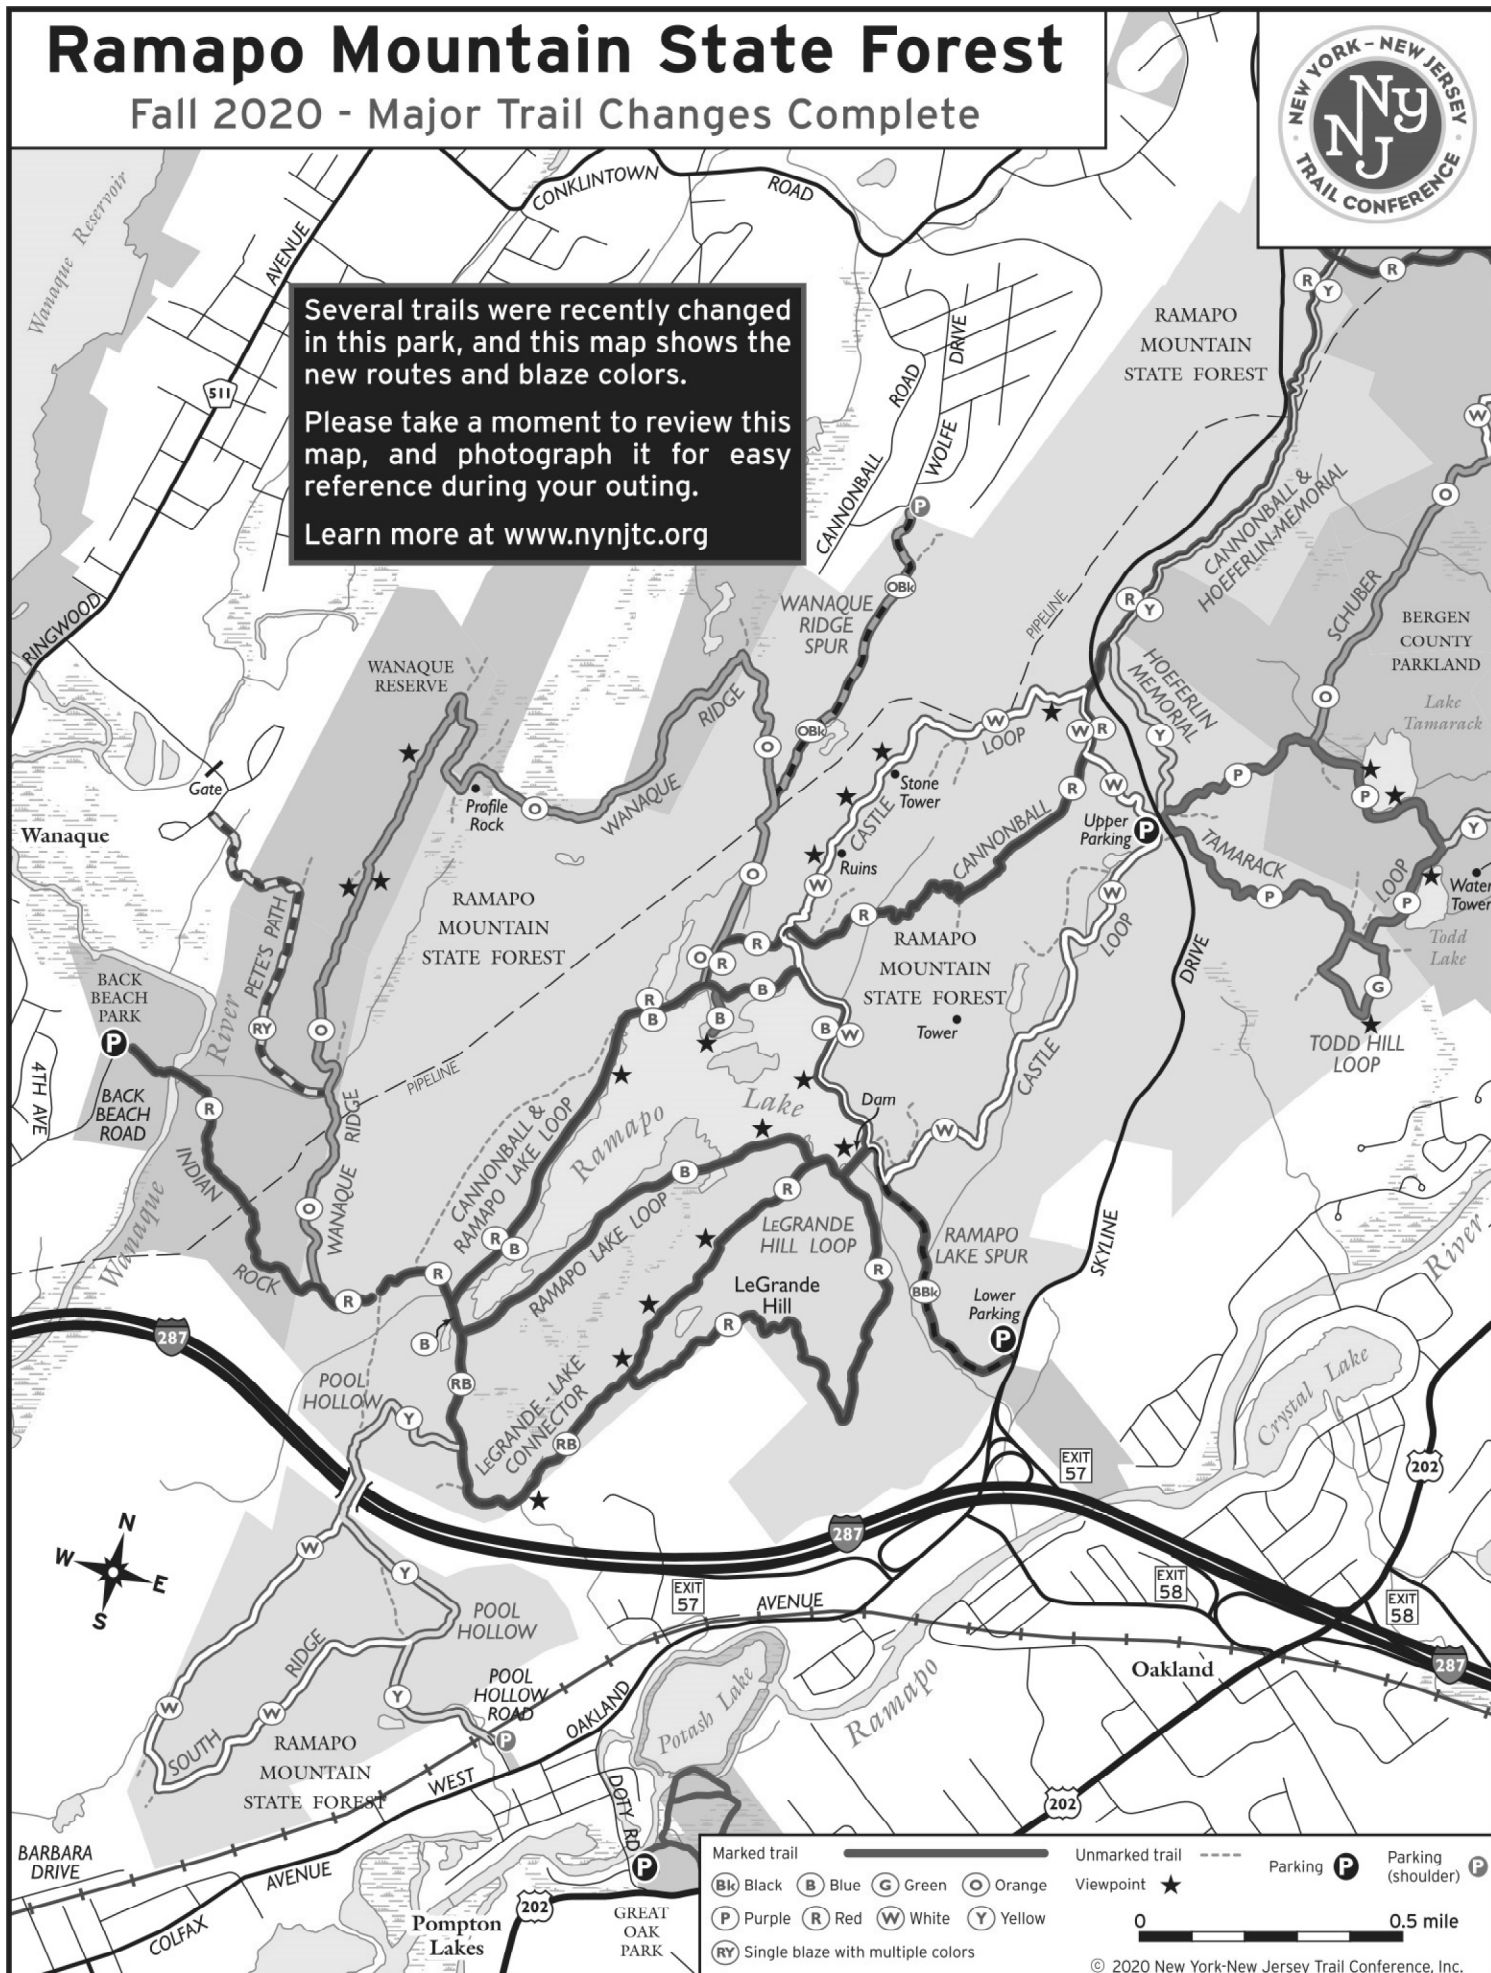 Ramapo Mountain State Forest
Fall 2020 - Major Trail Changes Complete
NEW YORK - NEW JERSEY
NY
NJ
TRAIL CONFERENCE
Several trails were recently changed
in this park, and this map shows the
new routes and blaze colors.
Please take a moment to review this
map, and photograph it for easy
reference during your outing.
Learn more at www.nynjtc.org
Wanaque Reservoir
AVENUE
511
RINGWOOD
CONKLINTOWN
ROAD
CANNONBALL
ROAD
WOLFE
DRIVE
RAMAPO
MOUNTAIN
STATE FOREST
R
Y
R
W
O
CANNONBALL &
HOEFERLIN-MEMORIAL
SCHUBER
BERGEN
COUNTY
PARKLAND
Lake
Tamarack
O
P
OBk
WANAQUE
RIDGE
SPUR
PIPELINE
R
Y
HOEFERLIN
MEMORIAL
Y
WANAQUE
RESERVE
RIDGE
O
OBk
W
LOOP
W
R
W
R
Stone
Tower
Gate
Profile
Rock
O
WANAQUE
CASTLE
Ruins
W
CANNONBALL
Upper
Parking
P
P
P
Y
Water
Tower
TAMARACK
P
LOOP
P
Todd
Lake
Wanaque
RAMAPO
MOUNTAIN
STATE FOREST
O
R
O
R
R
RAMAPO
MOUNTAIN
STATE FOREST
Tower
W
LOOP
DRIVE
G
TODD HILL
LOOP
BACK
BEACH
PARK
P
PETE'S PATH
RY
O
River
R
B
B
B
B
W
CASTLE
4TH AVE
BACK
BEACH
ROAD
R
PIPELINE
RIDGE
WANAQUE
O
INDIAN
ROCK
R
Wanaque
CANNONBALL &
RAMAPO LAKE LOOP
Ramapo
Lake
Dam
W
B
R
B
RAMAPO LAKE LOOP
R
LEGRANDE
HILL LOOP
R
RAMAPO
LAKE SPUR
BBk
SKYLINE
River
R
B
LeGrande
Hill
R
Lower
Parking
P
287
POOL
HOLLOW
Y
RB
LEGRANDE-LAKE
CONNECTOR
RB
Crystal Lake
202
EXIT
57
287
N
W
E
S
W
Y
EXIT
57
AVENUE
EXIT
58
EXIT
58
287
POOL
HOLLOW
RIDGE
W
W
Y
SOUTH
POOL
HOLLOW
ROAD
P
OAKLAND
Potash Lake
Ramapo
Oakland
RAMAPO
MOUNTAIN
STATE FOREST
WEST
DOTY RD
202
BARBARA
DRIVE
AVENUE
COLFAX
P
202
Pompton
Lakes
GREAT
OAK
PARK
Marked trail
Unmarked trail
Parking P
Parking
(shoulder) P
Bk Black B Blue G Green O Orange
Viewpoint
P Purple R Red W White Y Yellow
0 0.5 mile
RY Single blaze with multiple colors
© 2020 New York-New Jersey Trail Conference, Inc.